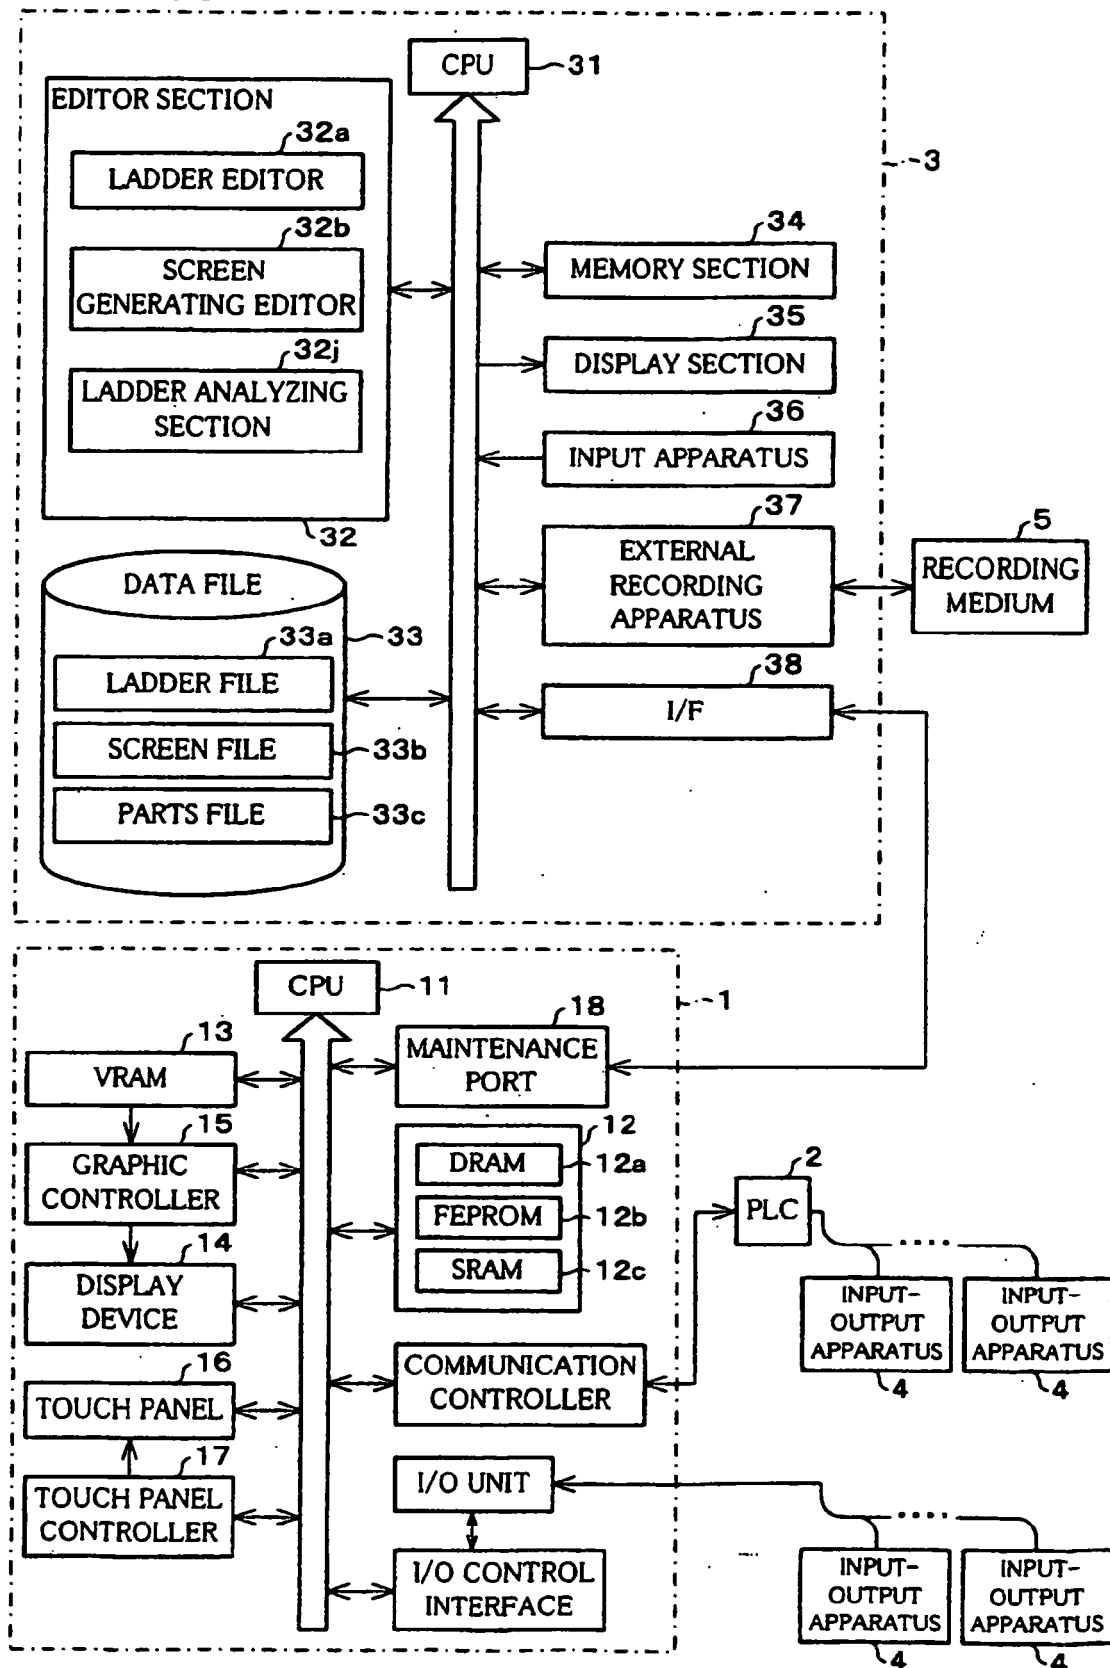 CPU
31
EDITOR SECTION
32a
LADDER EDITOR
32b
SCREEN
GENERATING EDITOR
32j
LADDER ANALYZING
SECTION
32
3
34
MEMORY SECTION
35
DISPLAY SECTION
36
INPUT APPARATUS
37
EXTERNAL
RECORDING
APPARATUS
5
RECORDING
MEDIUM
38
I/F
DATA FILE
33
33a
LADDER FILE
SCREEN FILE
33b
PARTS FILE
33c
CPU
11
1
13
VRAM
15
GRAPHIC
CONTROLLER
14
DISPLAY
DEVICE
16
TOUCH PANEL
17
TOUCH PANEL
CONTROLLER
18
MAINTENANCE
PORT
12
DRAM
12a
FEPROM
12b
SRAM
12c
COMMUNICATION
CONTROLLER
I/O UNIT
I/O CONTROL
INTERFACE
2
PLC
INPUT-
OUTPUT
APPARATUS
4
INPUT-
OUTPUT
APPARATUS
4
INPUT-
OUTPUT
APPARATUS
4
INPUT-
OUTPUT
APPARATUS
4